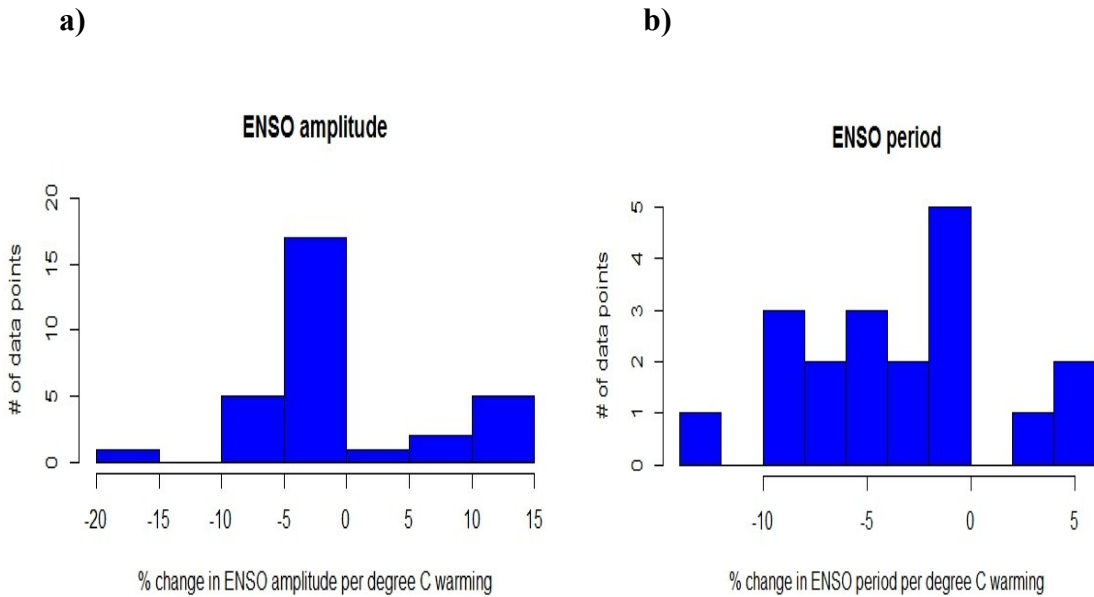 a)
b)
ENSO amplitude
# of data points
20
15
10
5
0
-20 -15 -10 -5 0 5 10 15
% change in ENSO amplitude per degree C warming
ENSO period
# of data points
5
4
3
2
1
0
-10 -5 0 5
% change in ENSO period per degree C warming